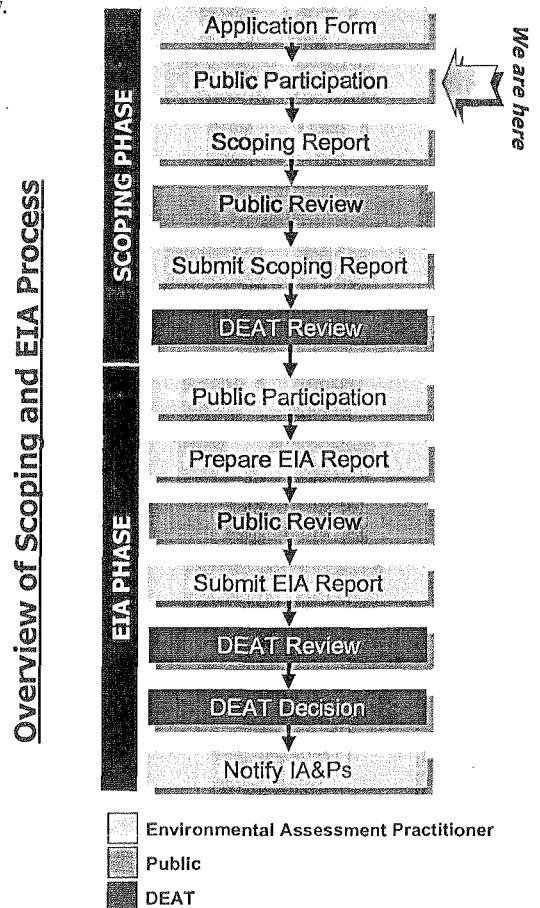 Overview of Scoping and EIA Process
SCOPING PHASE
Application Form
Public Participation
We are here
Scoping Report
Public Review
Submit Scoping Report
DEAT Review
EIA PHASE
Public Participation
Prepare EIA Report
Public Review
Submit EIA Report
DEAT Review
DEAT Decision
Notify IA&Ps
Environmental Assessment Practitioner
Public
DEAT